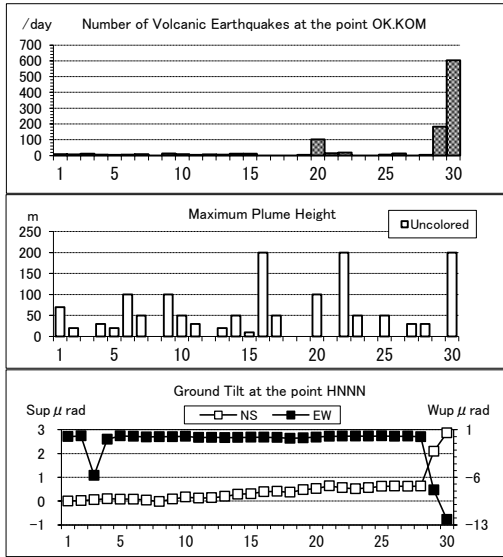 /day Number of Volcanic Earthquakes at the point OK.KOM
700
600
500
400
300
200
100
0
1 5 10 15 20 25 30
m Maximum Plume Height
250
Uncolored
200
150
100
50
0
1 5 10 15 20 25 30
Ground Tilt at the point HNNN
Sup μ rad NS EW Wup μ rad
3 1
2
1 -6
0
-1 -13
1 5 10 15 20 25 30